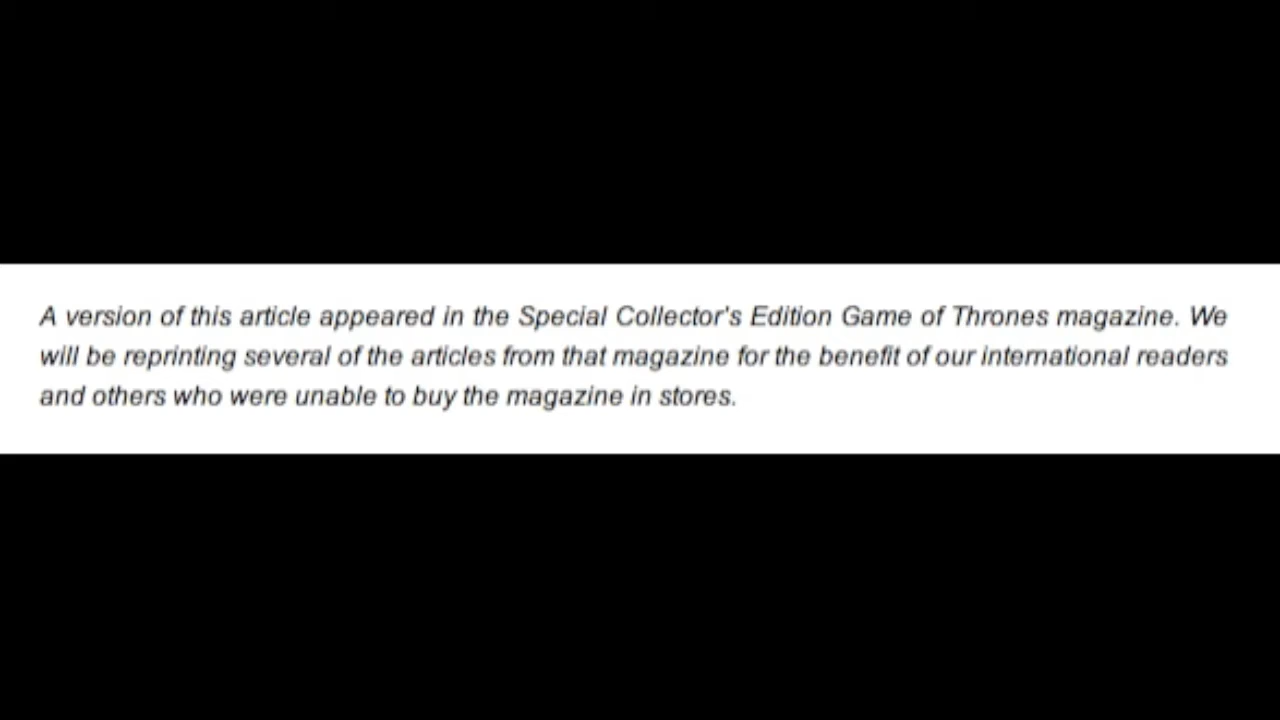 A version of this article appeared in the Special Collector's Edition Game of Thrones magazine. We
will be reprinting several of the articles from that magazine for the benefit of our international readers
and others who were unable to buy the magazine in stores.